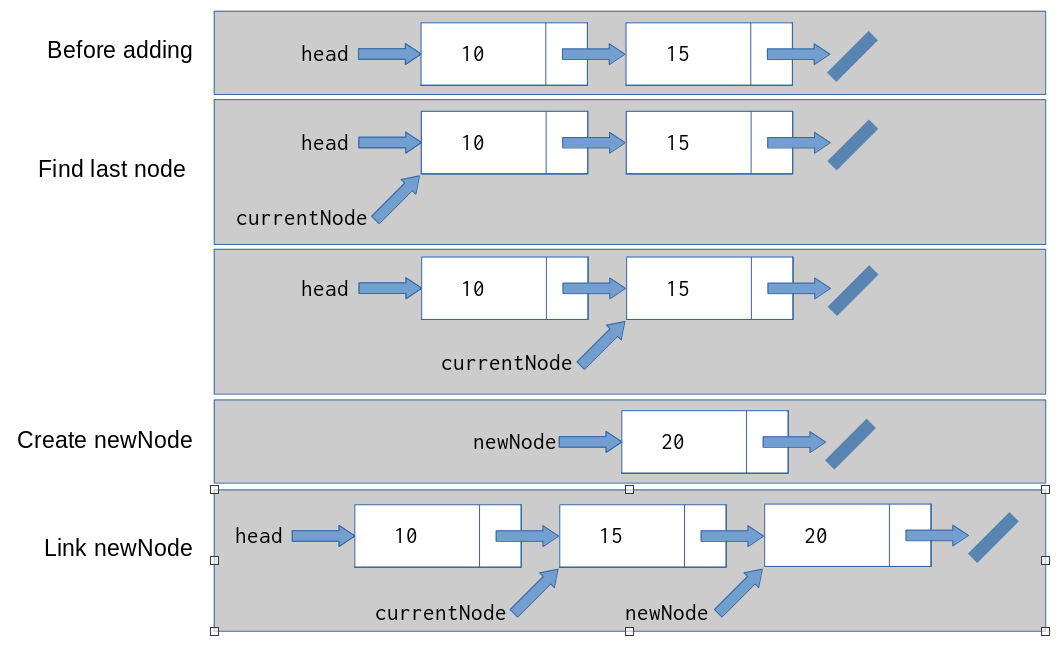 Before adding
head 10 15
Find last node
head 10 15
currentNode
head 10 15
currentNode
Create newNode
newNode 20
Link newNode
head 10 15 20
currentNode newNode